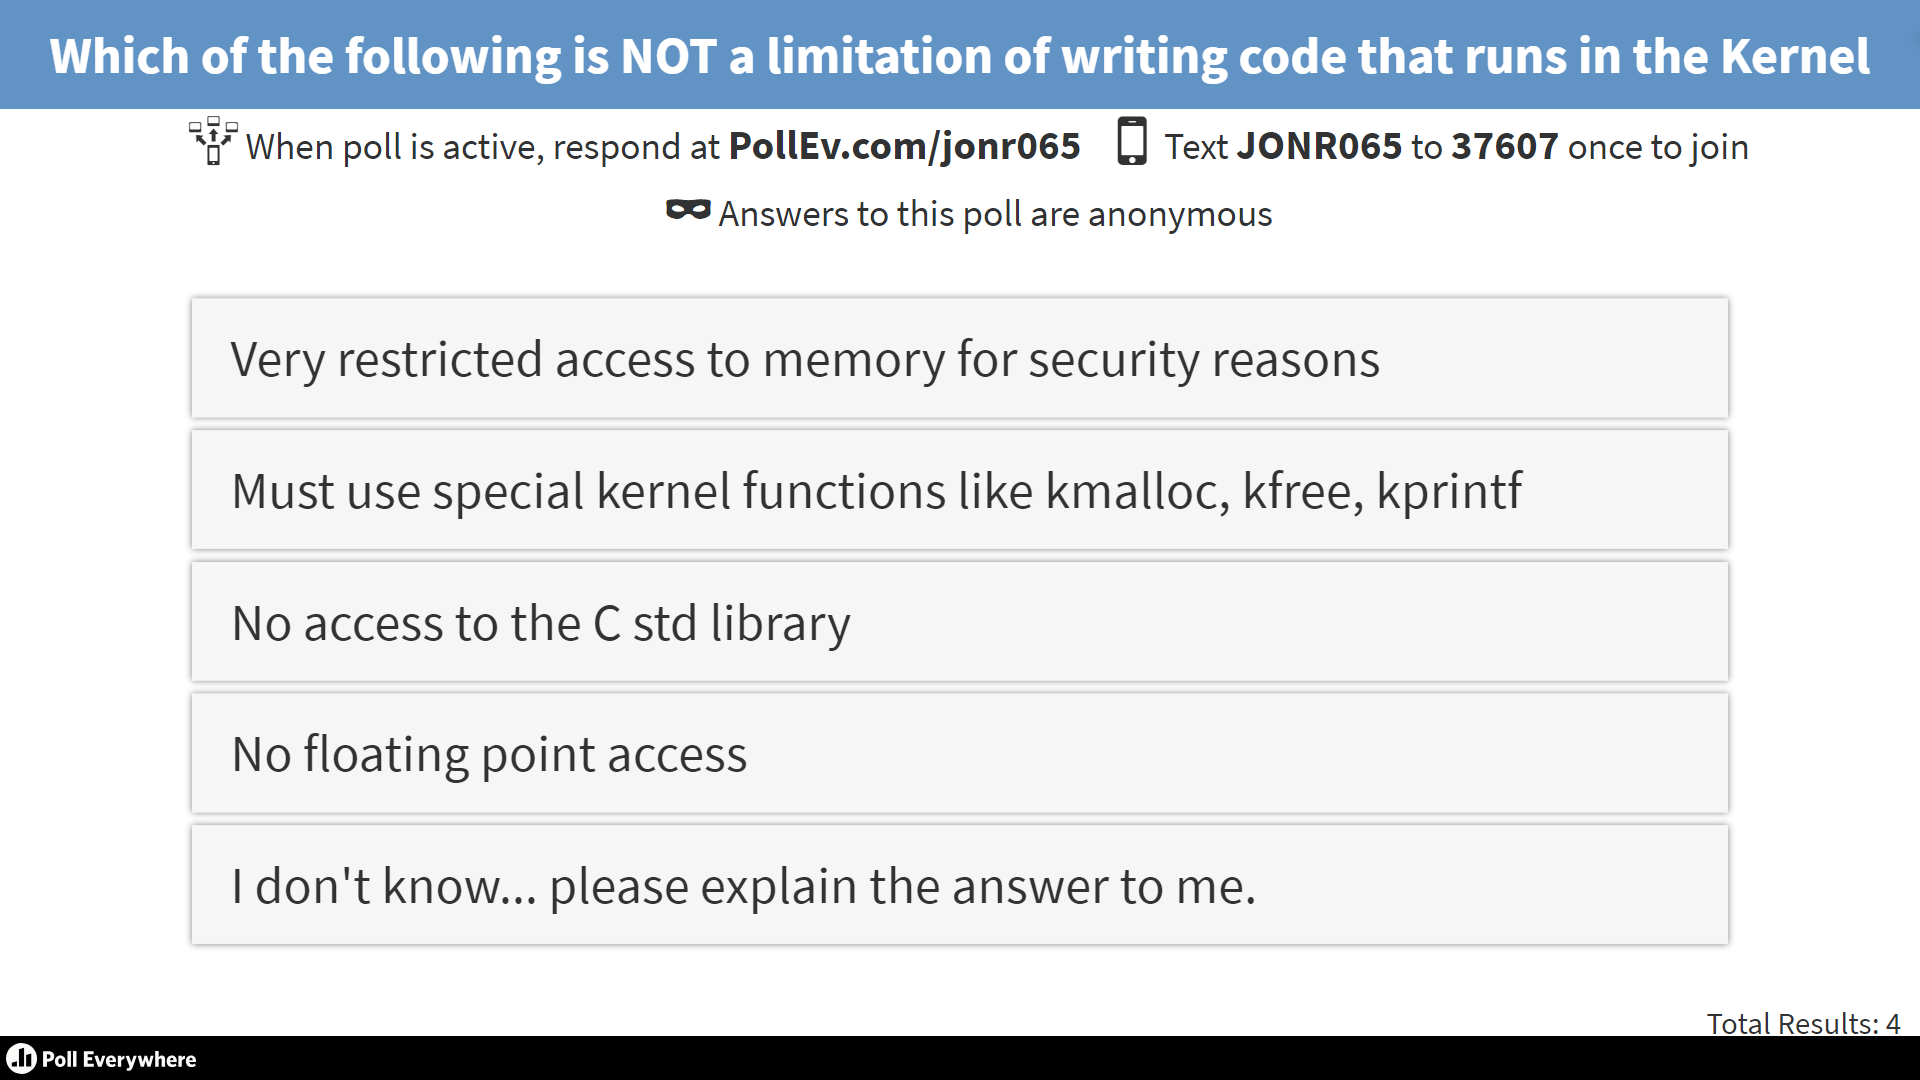 Which of the following is NOT a limitation of writing code that runs in the Kernel
When poll is active, respond at PollEv.com/jonr065 Text JONR065 to 37607 once to join
Answers to this poll are anonymous
Very restricted access to memory for security reasons
Must use special kernel functions like kmalloc, kfree, kprintf
No access to the C std library
No floating point access
I don't know... please explain the answer to me.
Total Results: 4
Poll Everywhere